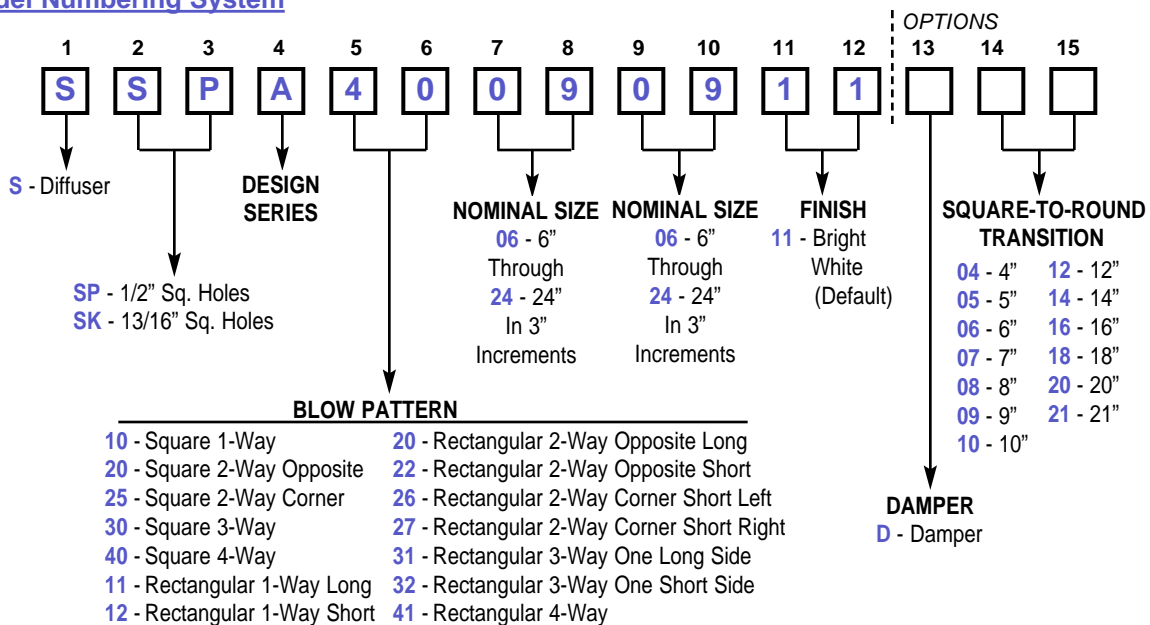 Numbering System
OPTIONS
1 2 3 4 5 6 7 8 9 10 11 12 13 14 15
S S P A 4 0 0 9 0 9 1 1
S - Diffuser
DESIGN
SERIES
SP - 1/2” Sq. Holes
SK - 13/16” Sq. Holes
NOMINAL SIZE
06 - 6”
Through
24 - 24”
In 3”
Increments
NOMINAL SIZE
06 - 6”
Through
24 - 24”
In 3”
Increments
FINISH
11 - Bright
White
(Default)
SQUARE-TO-ROUND
TRANSITION
04 - 4”
05 - 5”
06 - 6”
07 - 7”
08 - 8”
09 - 9”
10 - 10”
12 - 12”
14 - 14”
16 - 16”
18 - 18”
20 - 20”
21 - 21”
BLOW PATTERN
10 - Square 1-Way
20 - Square 2-Way Opposite
25 - Square 2-Way Corner
30 - Square 3-Way
40 - Square 4-Way
11 - Rectangular 1-Way Long
12 - Rectangular 1-Way Short
20 - Rectangular 2-Way Opposite Long
22 - Rectangular 2-Way Opposite Short
26 - Rectangular 2-Way Corner Short Left
27 - Rectangular 2-Way Corner Short Right
31 - Rectangular 3-Way One Long Side
32 - Rectangular 3-Way One Short Side
41 - Rectangular 4-Way
DAMPER
D - Damper